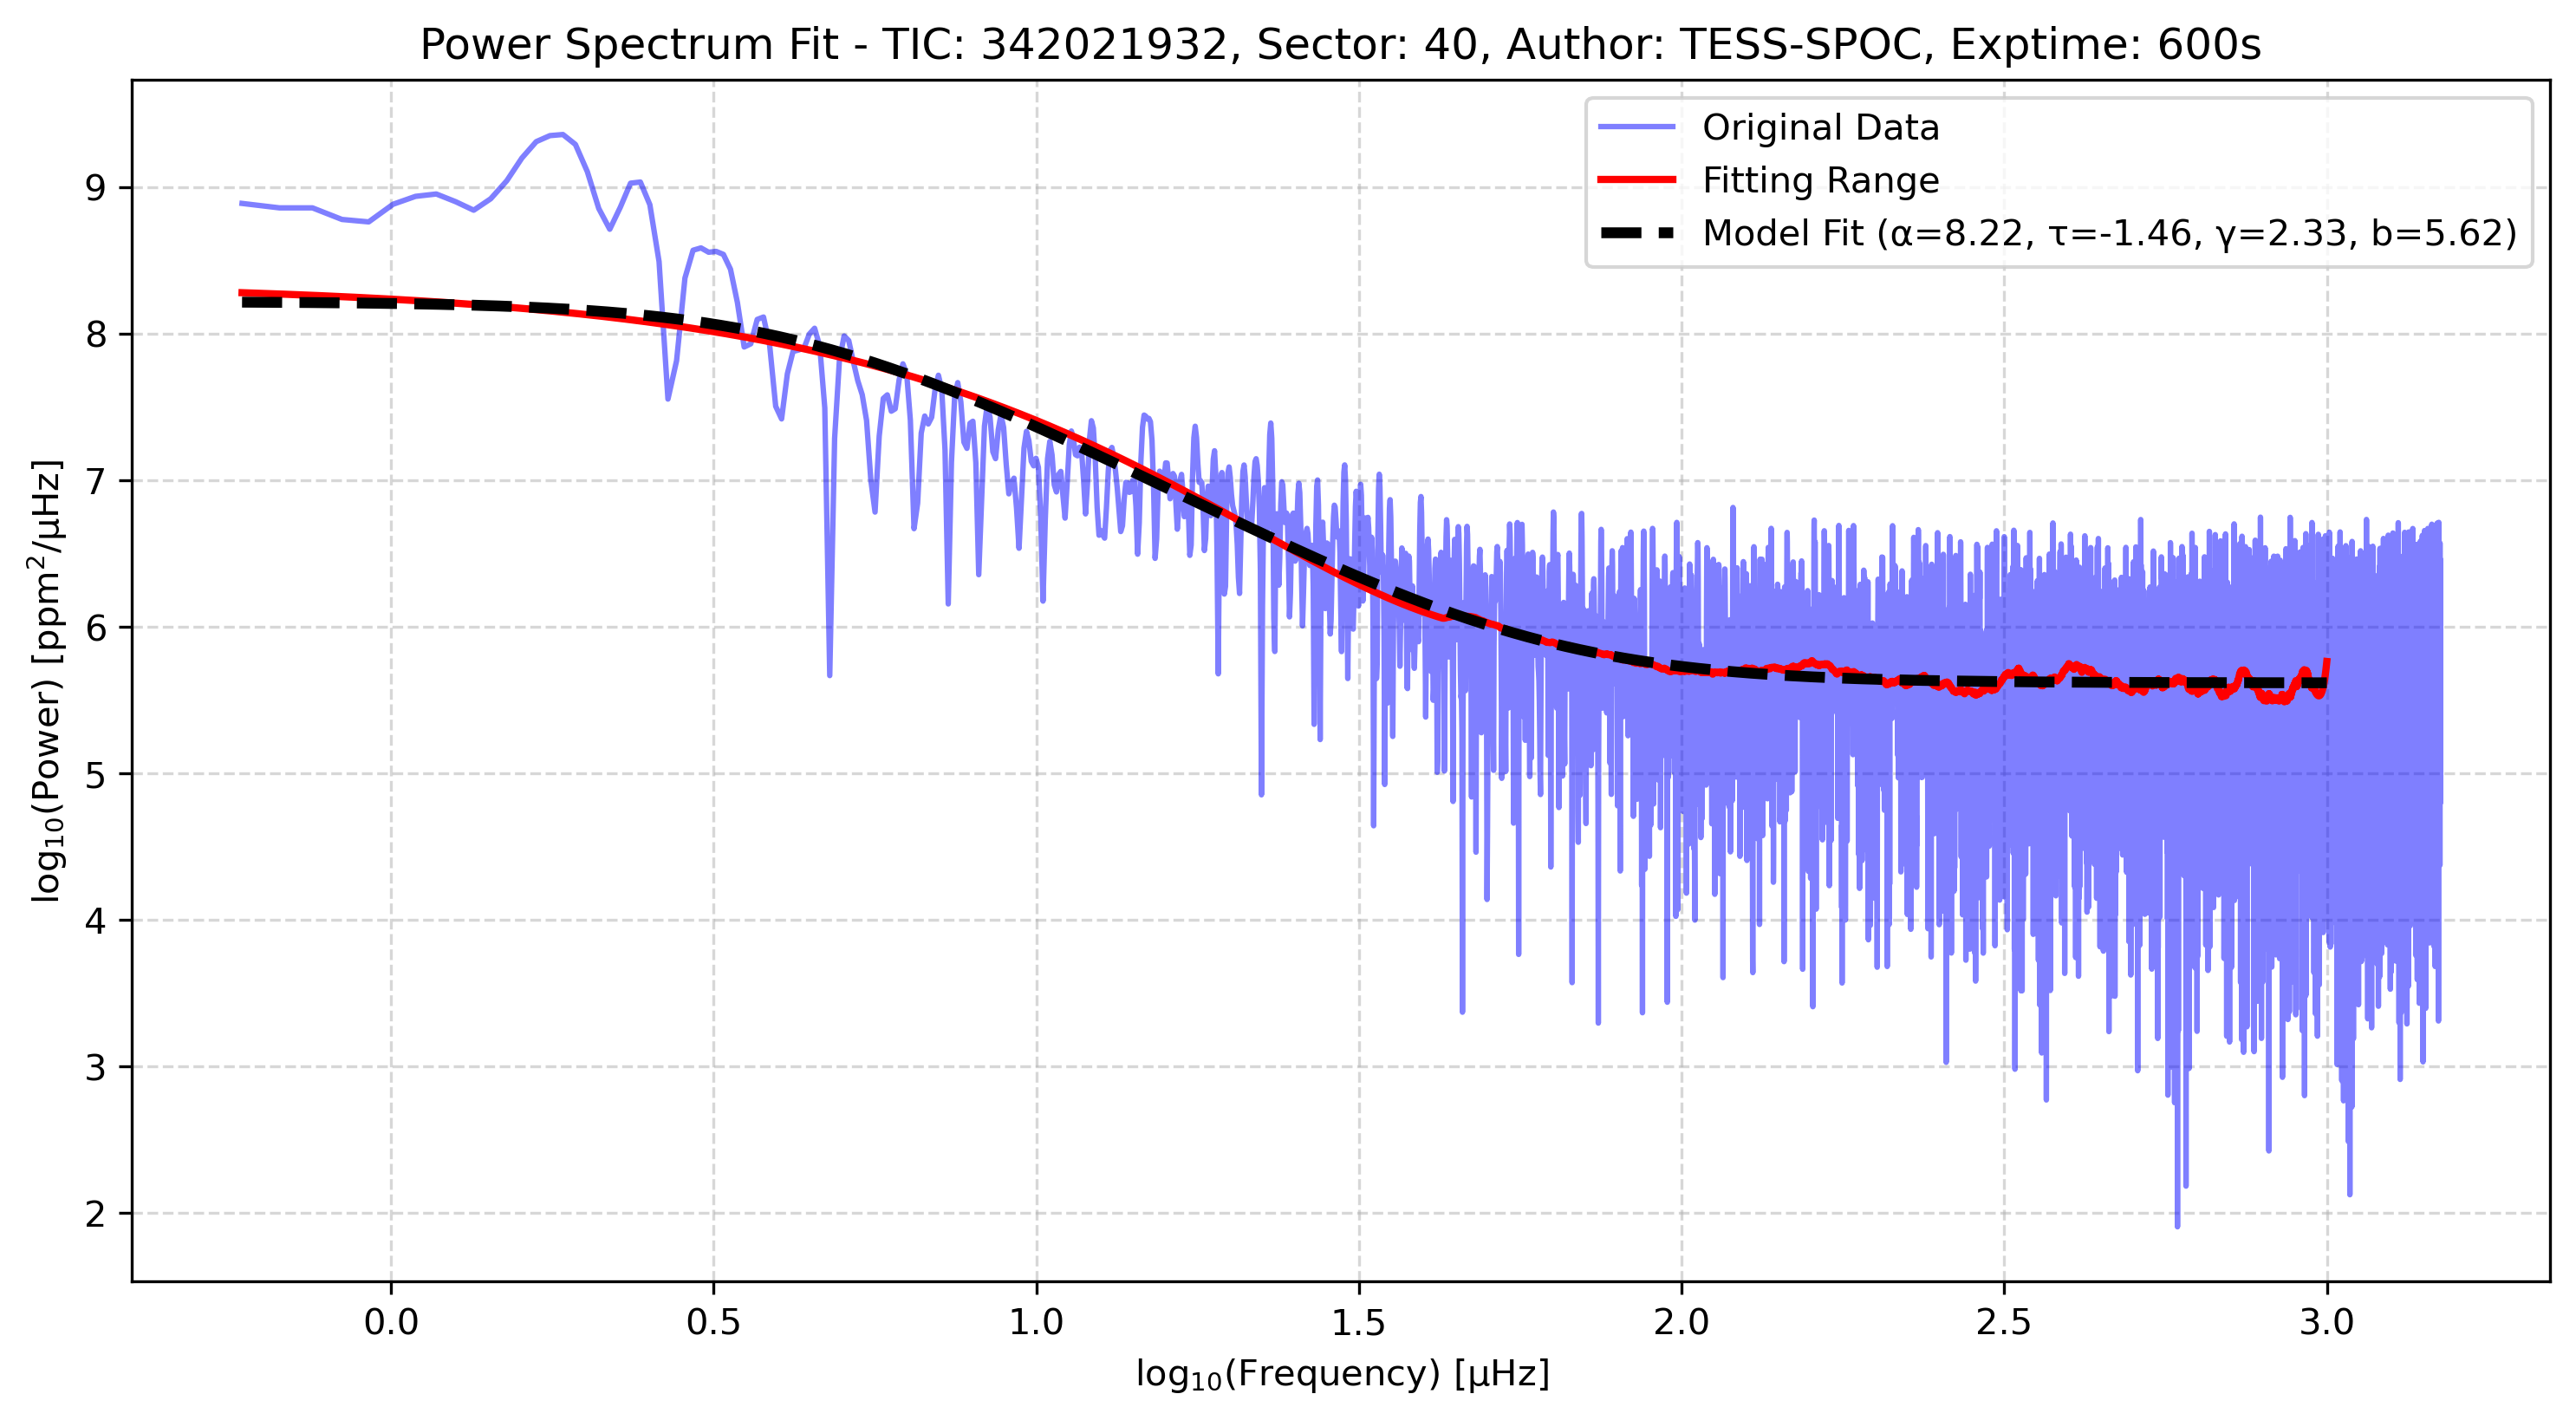 Power Spectrum Fit - TIC: 342021932, Sector: 40, Author: TESS-SPOC, Exptime: 600s
Original Data
Fitting Range
Model Fit (α=8.22, τ=-1.46, γ=2.33, b=5.62)
log₁₀(Power) [ppm²/μHz]
9
8
7
6
5
4
3
2
0.0 0.5 1.0 1.5 2.0 2.5 3.0
log₁₀(Frequency) [μHz]